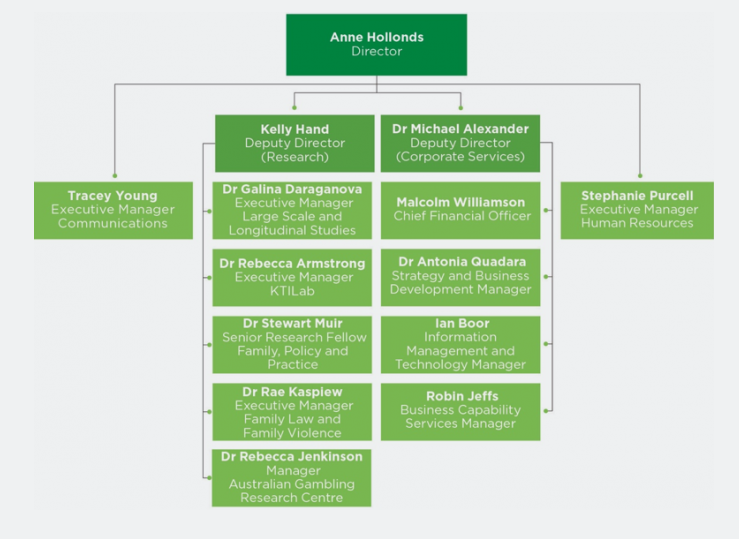 Anne Hollonds
Director
Kelly Hand
Deputy Director
(Research)
Dr Michael Alexander
Deputy Director
(Corporate Services)
Tracey Young
Executive Manager
Communications
Dr Galina Daraganova
Executive Manager
Large Scale and
Longitudinal Studies
Malcolm Williamson
Chief Financial Officer
Stephanie Purcell
Executive Manager
Human Resources
Dr Rebecca Armstrong
Executive Manager
KTILab
Dr Antonia Quadara
Strategy and Business
Development Manager
Dr Stewart Muir
Senior Research Fellow
Family, Policy and
Practice
Ian Boor
Information
Management and
Technology Manager
Dr Rae Kaspiew
Executive Manager
Family Law and
Family Violence
Robin Jeffs
Business Capability
Services Manager
Dr Rebecca Jenkinson
Manager
Australian Gambling
Research Centre